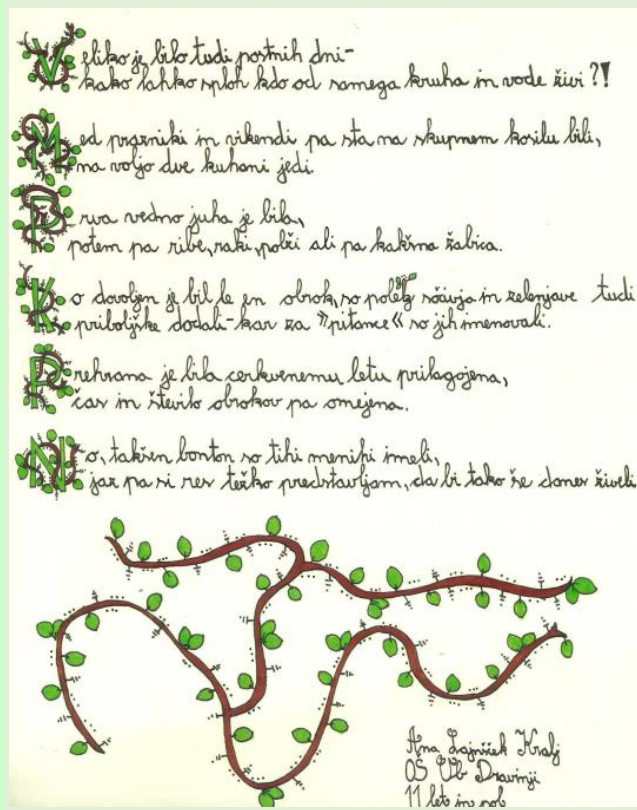 Veliko je bilo tudi postnih dni-
kako lahko sploh kdo od samega kruha in vode živi?!
Med prazniki in vikendi pa sta na skupnem kosilu bili,
na voljo dve kuhani jedi.
Prva vedno juha je bila,
potem pa ribe, raki, polži ali pa kakšna žabica.
Ko dovoljen je bil le en obrok, so poleg sočivja in zelenjave tudi
priboljške dodali-kar za »pitance« so jih imenovali.
Prehrana je bila cerkvenemu letu prilagojena,
čas in število obrokov pa omejena.
No, takšen bonton so tihi menihi imeli,
jaz pa si res težko predstavljam, da bi tako še danes živeli
Ana Lajnšček Kralj
OŠ Ob Dravinji
11 let in pol